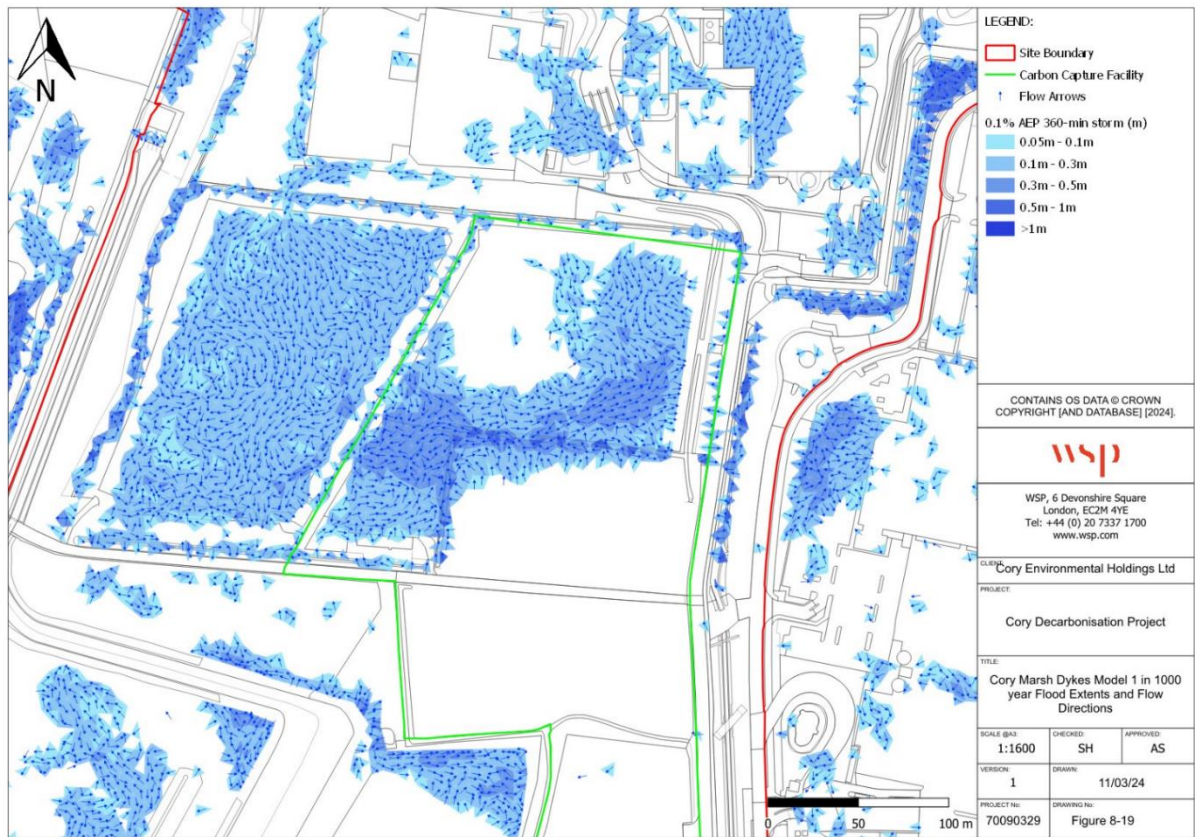 N
LEGEND:
Site Boundary
Carbon Capture Facility
Flow Arrows
0.1% AEP 360-min storm (m)
0.05m - 0.1m
0.1m - 0.3m
0.3m - 0.5m
0.5m - 1m
>1m
CONTAINS OS DATA © CROWN
COPYRIGHT [AND DATABASE] [2024].
wsp
WSP, 6 Devonshire Square
London, EC2M 4YE
Tel: +44 (0) 20 7337 1700
www.wsp.com
CLIENT:
Cory Environmental Holdings Ltd
PROJECT:
Cory Decarbonisation Project
TITLE:
Cory Marsh Dykes Model 1 in 1000
year Flood Extents and Flow
Directions
SCALE @A3: CHECKED: APPROVED:
1:1600 SH AS
VERSION: DRAWN:
1 11/03/24
PROJECT No: DRAWING No:
70090329 Figure 8-19
0 50 100 m